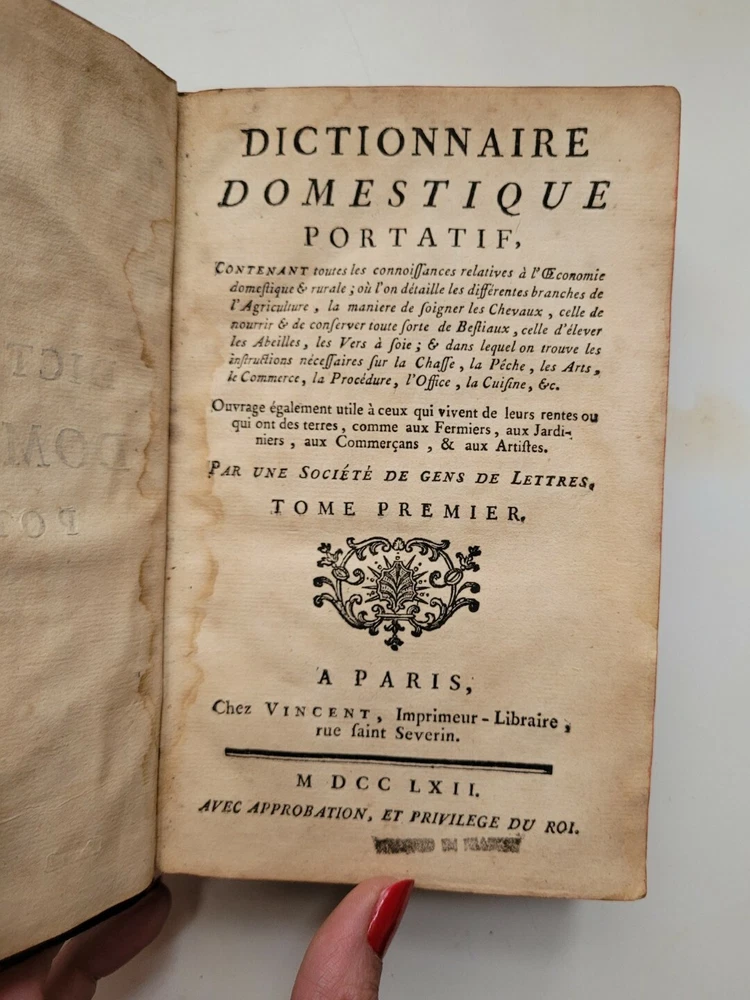 DICTIONNAIRE
DOMESTIQUE
PORTATIF,
CONTENANT toutes les connoiſſances relatives à l'Œconomie
domeſtique & rurale ; où l'on détaille les différentes branches de
l'Agriculture , la maniere de ſoigner les Chevaux , celle de
nourrir & de conſerver toute ſorte de Beſtiaux , celle d'élever
les Abeilles, les Vers à ſoie ; & dans lequel on trouve les
inſtructions néceſſaires ſur la Chaſſe , la Pêche , les Arts ,
le Commerce, la Procédure, l'Office , la Cuiſine, &c.
Ouvrage également utile à ceux qui vivent de leurs rentes ou
qui ont des terres, comme aux Fermiers, aux Jardi-
niers , aux Commerçans , & aux Artiſtes.
PAR UNE SOCIÉTÉ DE GENS DE LETTRES,
TOME PREMIER,
A PARIS,
Chez VINCENT, Imprimeur-Libraire ,
rue ſaint Severin.
M DCC LXII.
AVEC APPROBATION, ET PRIVILEGE DU ROI.